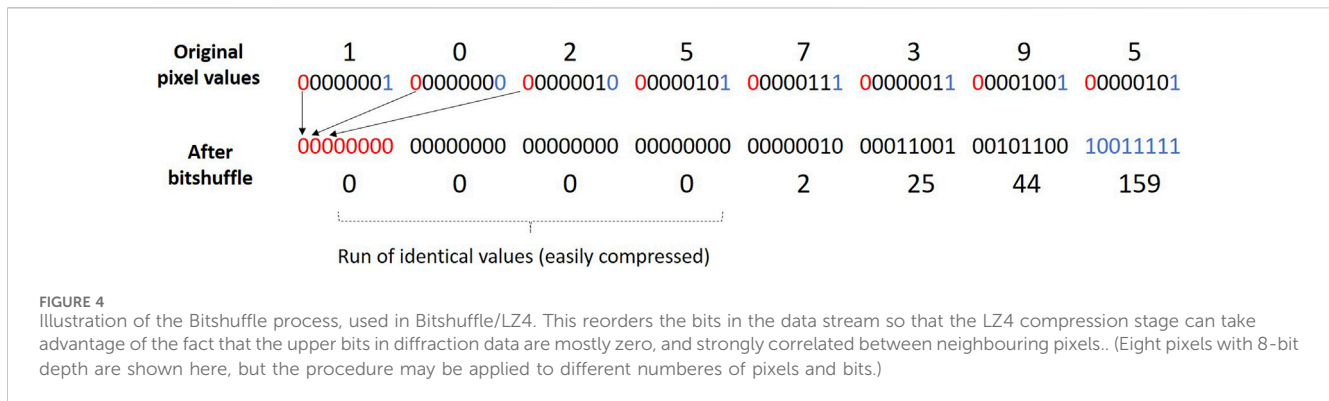 Original pixel values 1 0 2 5 7 3 9 5
00000001 00000000 00000010 00000101 00000111 00000011 00001001 00000101
After bitshuffle 00000000 00000000 00000000 00000000 00000010 00011001 00101100 10011111
0 0 0 0 2 25 44 159
Run of identical values (easily compressed)
FIGURE 4
Illustration of the Bitshuffle process, used in Bitshuffle/LZ4. This reorders the bits in the data stream so that the LZ4 compression stage can take
advantage of the fact that the upper bits in diffraction data are mostly zero, and strongly correlated between neighbouring pixels.. (Eight pixels with 8-bit
depth are shown here, but the procedure may be applied to different numberes of pixels and bits.)